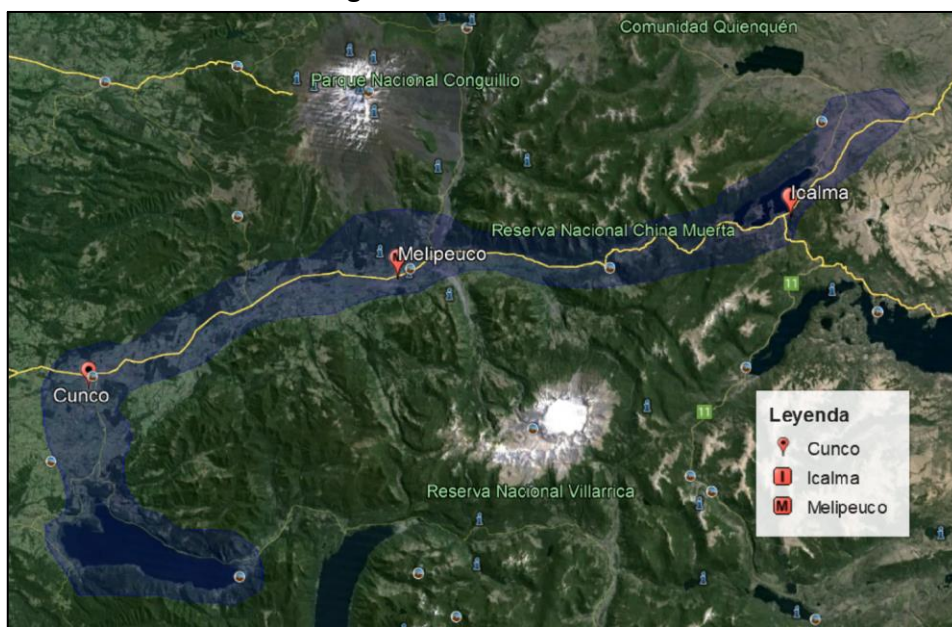 Comunidad Quienquén
Parque Nacional Conguillio
Icalma
Reserva Nacional China Muerta
Melipeuco
11
Cunco
11
Leyenda
Cunco
I Icalma
M Melipeuco
Reserva Nacional Villarrica